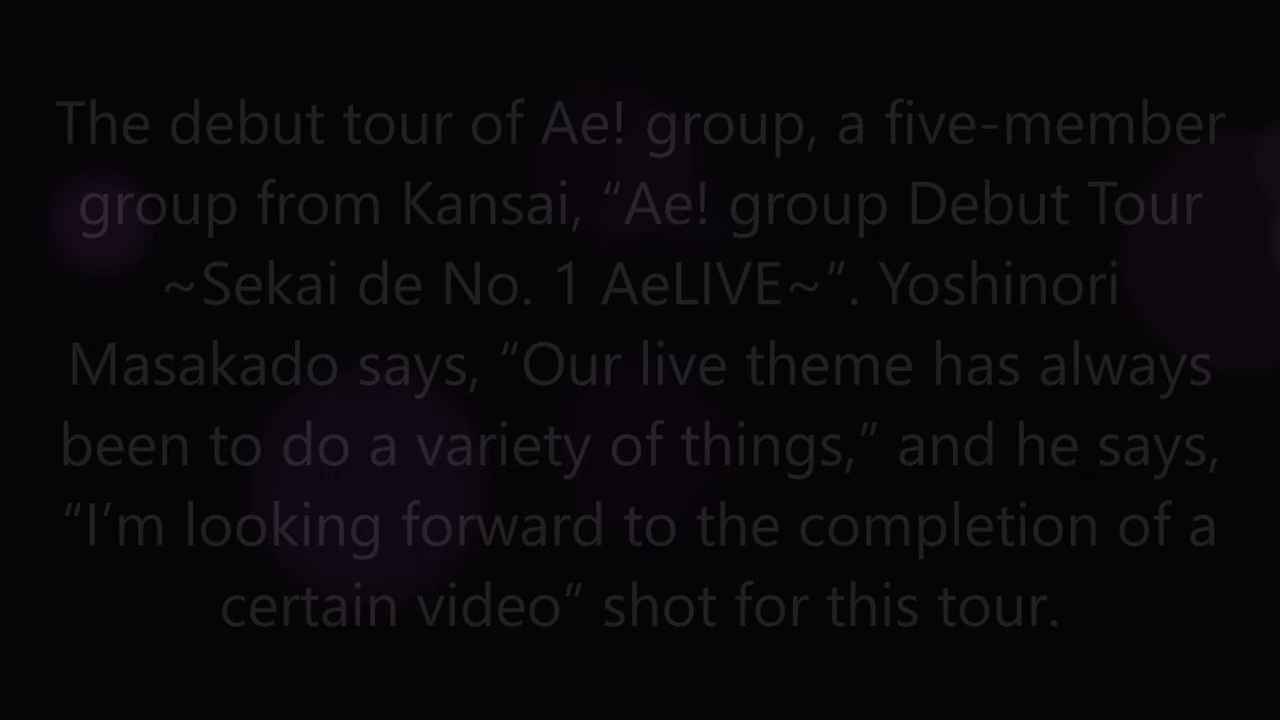 The debut tour of Ae! group, a five-member
group from Kansai, “Ae! group Debut Tour
~Sekai de No. 1 AeLIVE~”. Yoshinori
Masakado says, “Our live theme has always
been to do a variety of things,” and he says,
“I’m looking forward to the completion of a
certain video” shot for this tour.